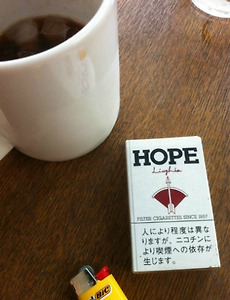 HOPE
Lights
FILTER CIGARETTES SINCE 1957
人により程度は異な
りますが、ニコチンに
より喫煙への依存が
生じます。
BIC